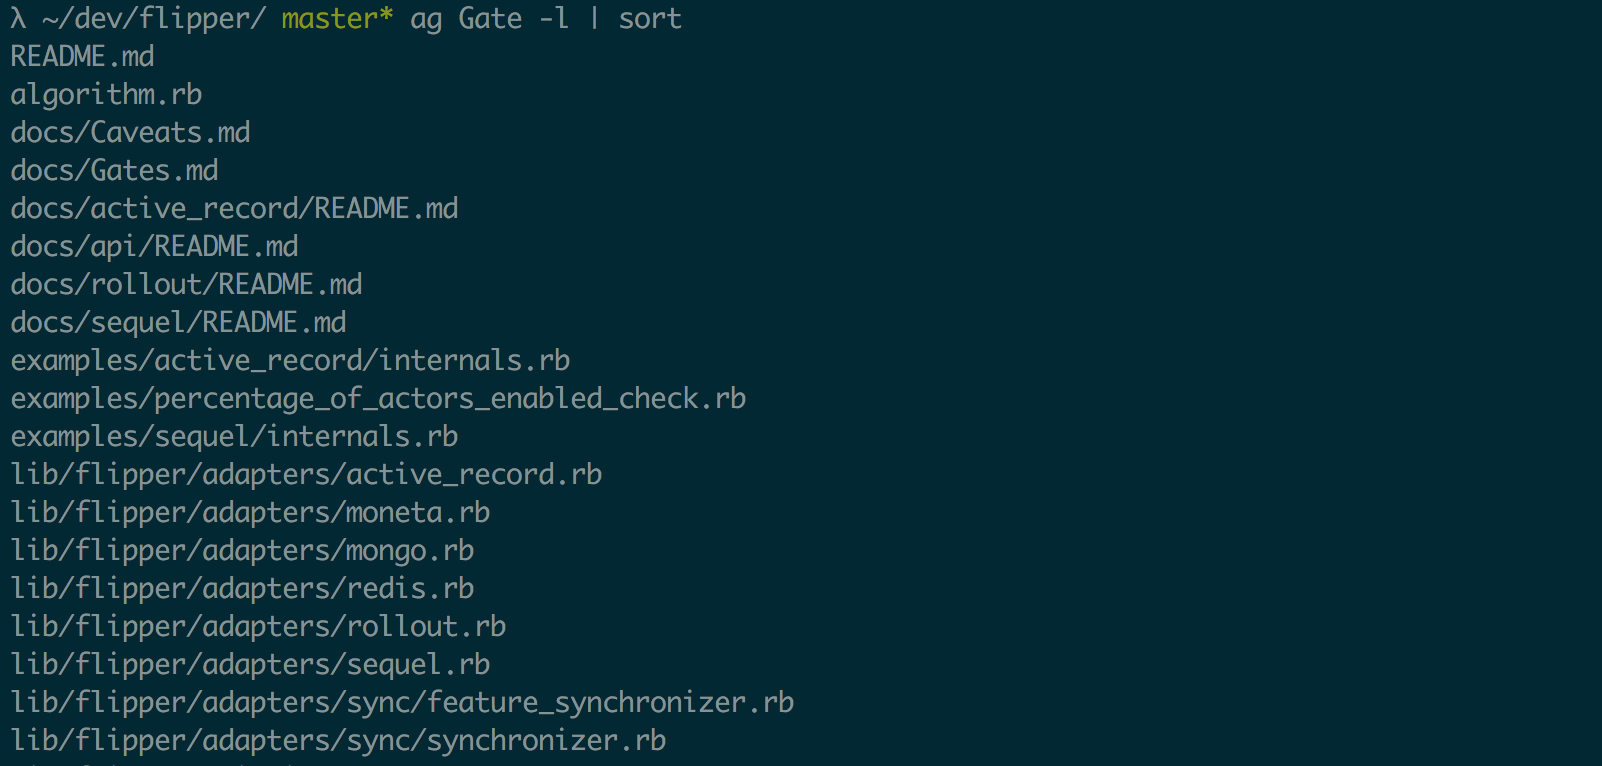 λ ~/dev/flipper/ master* ag Gate -l | sort
README.md
algorithm.rb
docs/Caveats.md
docs/Gates.md
docs/active_record/README.md
docs/api/README.md
docs/rollout/README.md
docs/sequel/README.md
examples/active_record/internals.rb
examples/percentage_of_actors_enabled_check.rb
examples/sequel/internals.rb
lib/flipper/adapters/active_record.rb
lib/flipper/adapters/moneta.rb
lib/flipper/adapters/mongo.rb
lib/flipper/adapters/redis.rb
lib/flipper/adapters/rollout.rb
lib/flipper/adapters/sequel.rb
lib/flipper/adapters/sync/feature_synchronizer.rb
lib/flipper/adapters/sync/synchronizer.rb